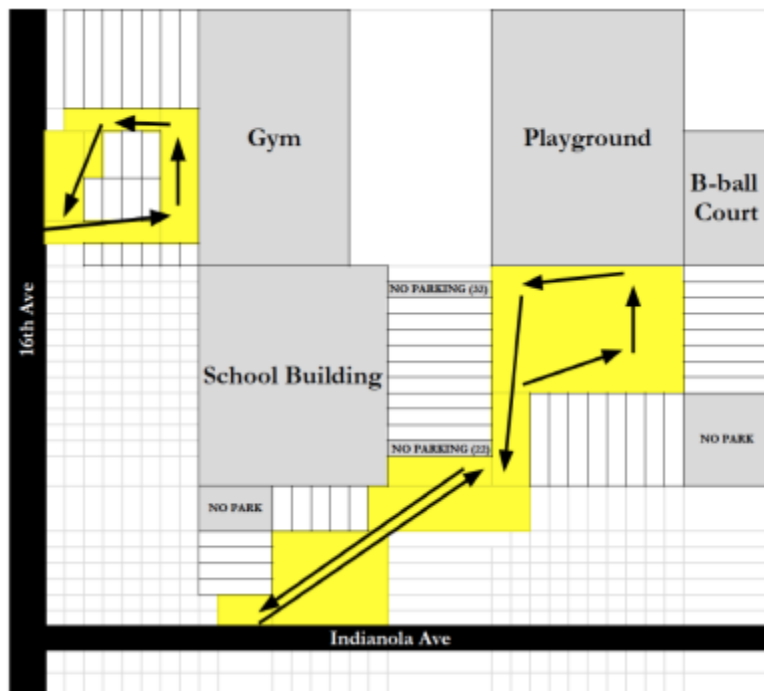 Gym
Playground
B-ball
Court
16th Ave
NO PARKING (32)
School Building
NO PARKING (22)
NO PARK
NO PARK
Indianola Ave